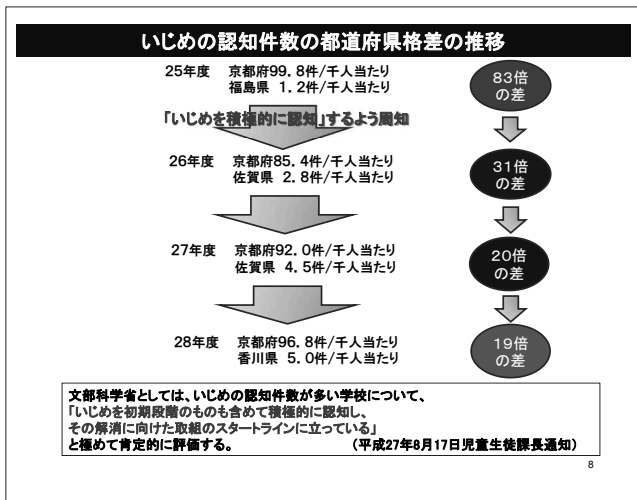 いじめの認知件数の都道府県格差の推移
25年度 京都府99.8件/千人当たり
福島県 1.2件/千人当たり
83倍
の差
「いじめを積極的に認知」するよう周知
26年度 京都府85.4件/千人当たり
佐賀県 2.8件/千人当たり
31倍
の差
27年度 京都府92.0件/千人当たり
佐賀県 4.5件/千人当たり
20倍
の差
28年度 京都府96.8件/千人当たり
香川県 5.0件/千人当たり
19倍
の差
文部科学省としては、いじめの認知件数が多い学校について、
「いじめを初期段階のものも含めて積極的に認知し、
その解消に向けた取組のスタートラインに立っている」
と極めて肯定的に評価する。 (平成27年8月17日児童生徒課長通知)
8